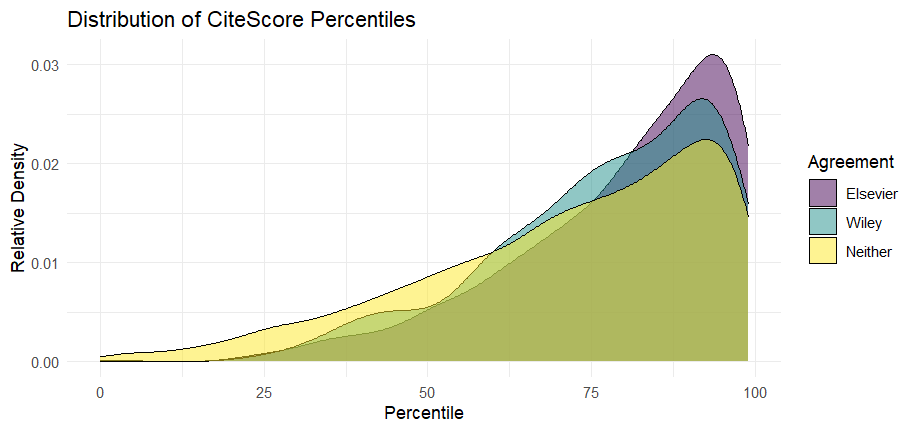 Distribution of CiteScore Percentiles
Relative Density
0.03
0.02
0.01
0.00
0
25
50
75
100
Percentile
Agreement
Elsevier
Wiley
Neither